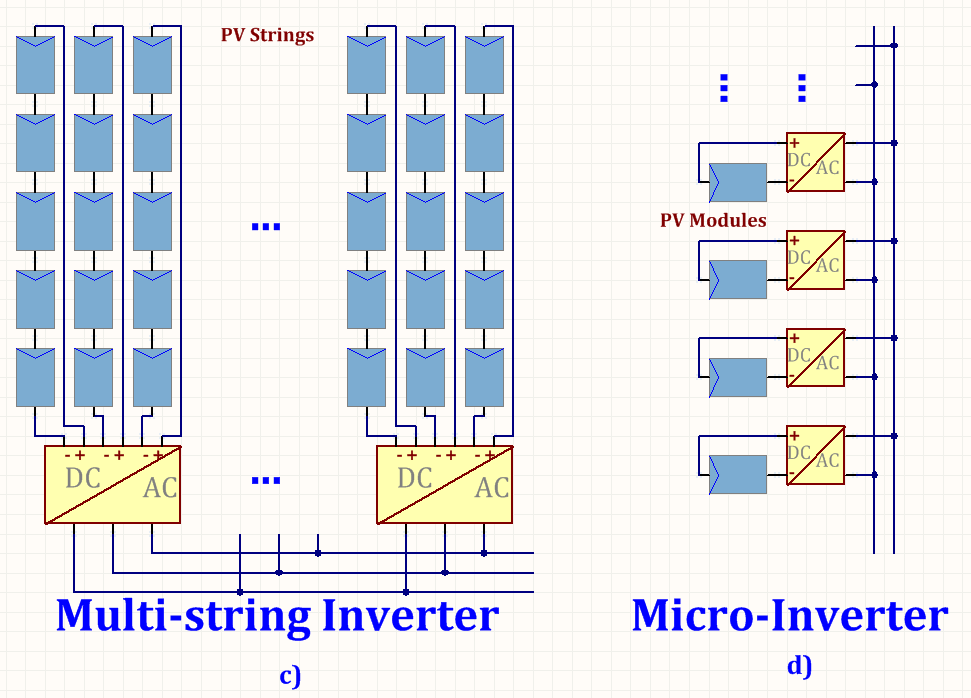 PV Strings
...
- + - + - +
DC
AC
...
- + - + - +
DC
AC
Multi-string Inverter
c)
+
DC
AC
-
PV Modules
+
DC
AC
-
+
DC
AC
-
+
DC
AC
-
Micro-Inverter
d)